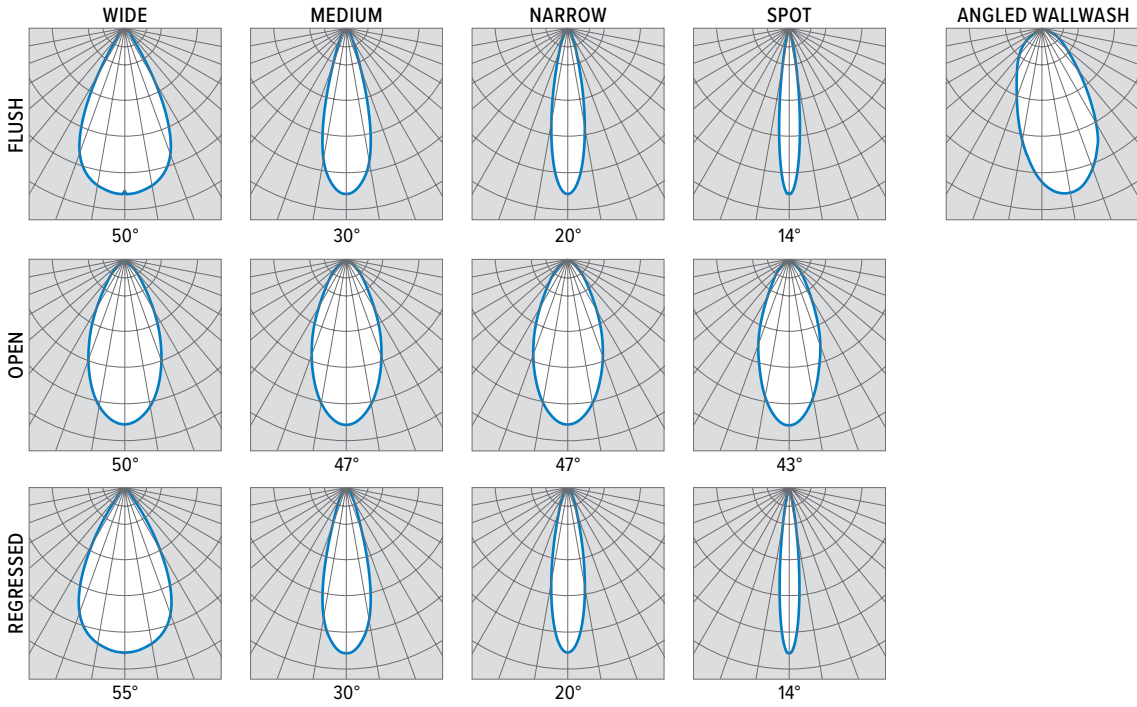 WIDE MEDIUM NARROW SPOT ANGLED WALLWASH
FLUSH
50° 30° 20° 14°
OPEN
50° 47° 47° 43°
REGRESSED
55° 30° 20° 14°